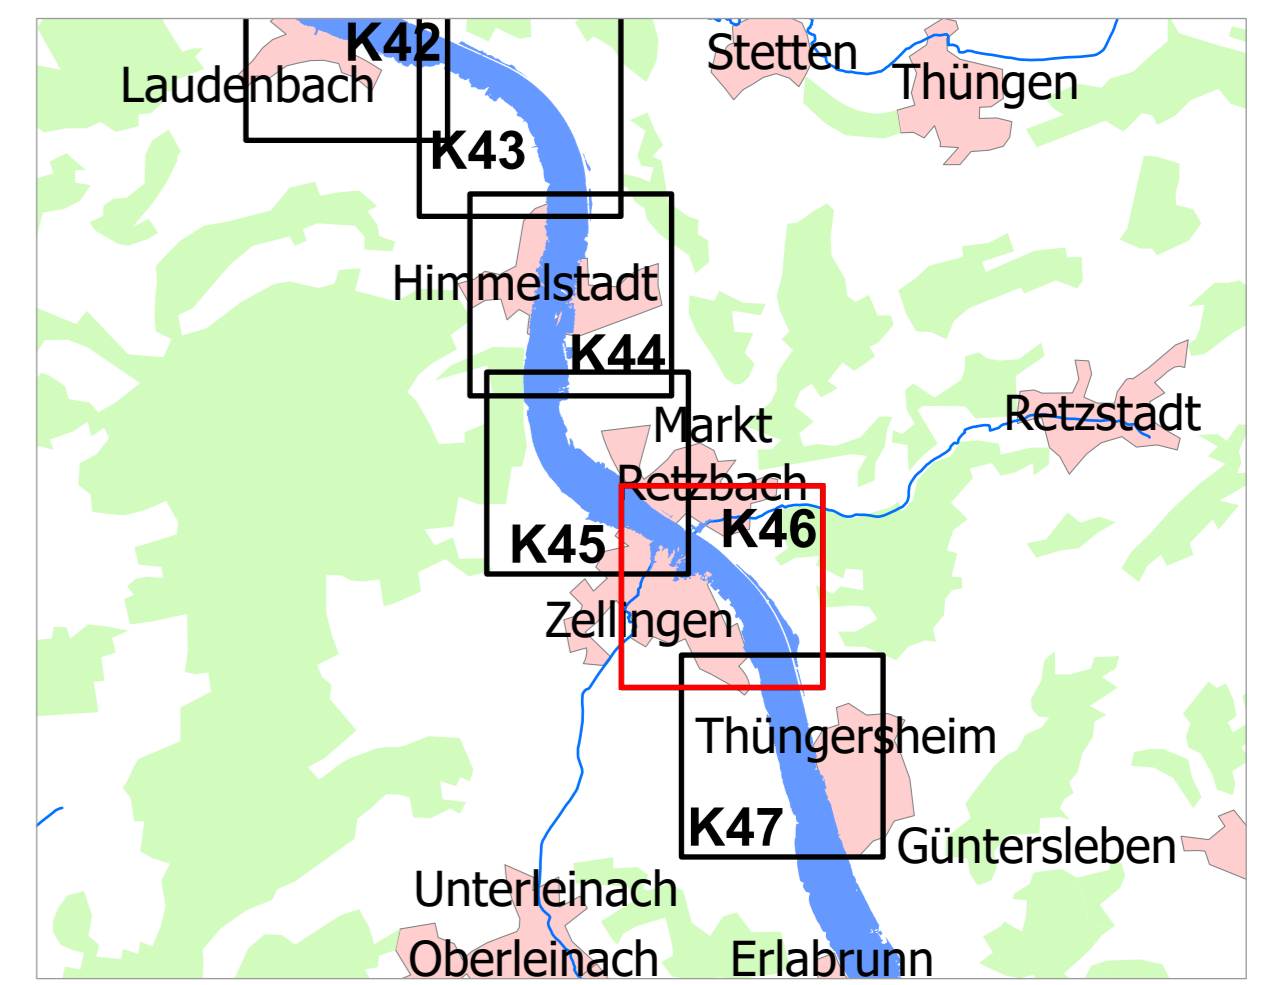 K42
Stetten
Laudenbach
Thüngen
K43
Himmelstadt
K44
Markt
Retzbach
Retzstadt
K45
K46
Zellingen
Thüngersheim
K47
Güntersleben
Unterleinach
Oberleinach
Erlabrunn